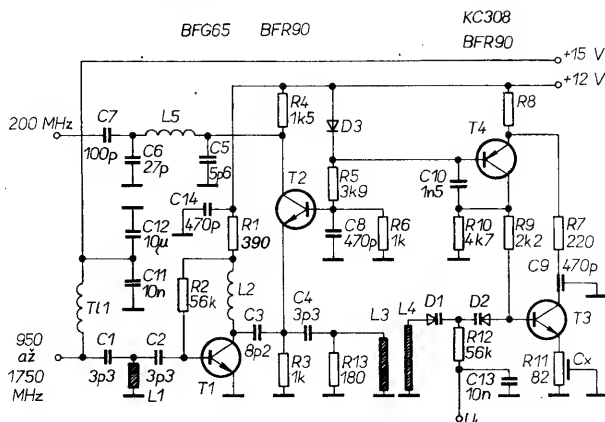 BFG65 BFR90
KC308
BFR90
+15 V
+12 V
200 MHz
C7
100p
L5
C6
27p
C5
5p6
R4
1k5
D3
R8
T4
T2
R5
3k9
C10
1n5
C14
470p
C12
10µ
R1
390
C8
470p
R6
1k
R10
4k7
R9
2k2
R7
220
C11
10n
R2
56k
L2
C9
470p
Tl1
C3
8p2
C4
3p3
L3
L4
D1
D2
T3
950
až
1750
MHz
C1
3p3
C2
3p3
L1
T1
R3
1k
R13
180
R12
56k
C13
10n
R11
82
Cx